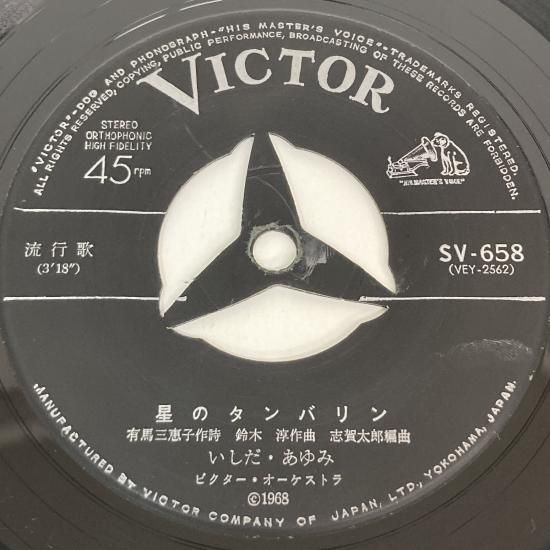 "VICTOR"-DOG AND PHONOGRAPH-"HIS MASTER'S VOICE"-TRADEMARKS REGISTERED.
ALL RIGHTS RESERVED, COPYING, PUBLIC PERFORMANCE, BROADCASTING OF THESE RECORDS ARE FORBIDDEN.
VICTOR
STEREO
ORTHOPHONIC
HIGH FIDELITY
45 rpm
"HIS MASTER'S VOICE"
流行歌
(3'18")
SV-658
(VEY-2562)
星のタンバリン
有馬三恵子作詩 鈴木 淳作曲 志賀太郎編曲
いしだ・あゆみ
ビクター・オーケストラ
©1968
MANUFACTURED BY VICTOR COMPANY OF JAPAN, LTD., YOKOHAMA, JAPAN.